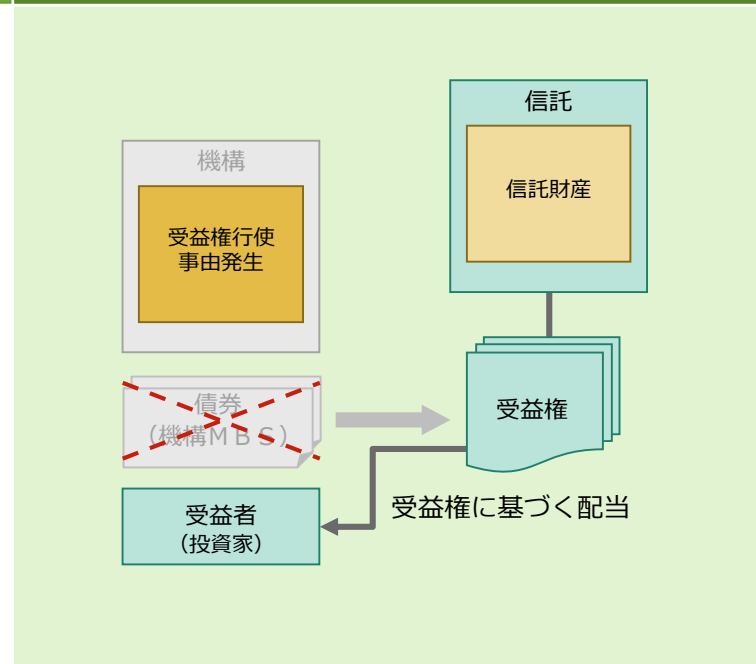 信託
信託財産
機構
受益権行使
事由発生
債券
（機構ＭＢＳ）
受益権
受益権に基づく配当
受益者
（投資家）